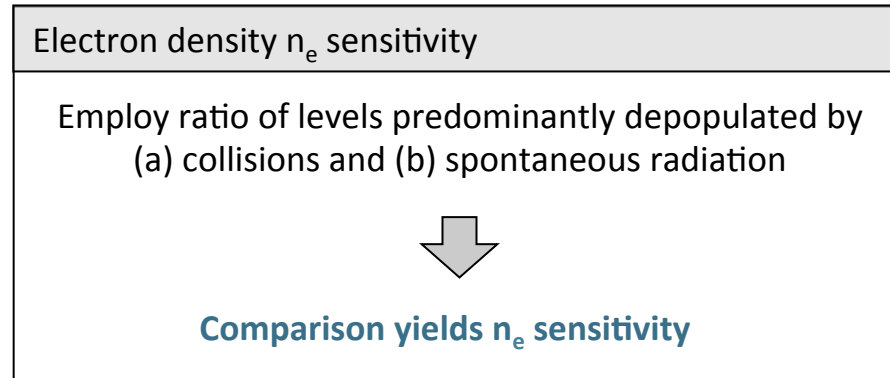 Electron density nₑ sensitivity
Employ ratio of levels predominantly depopulated by
(a) collisions and (b) spontaneous radiation
Comparison yields nₑ sensitivity